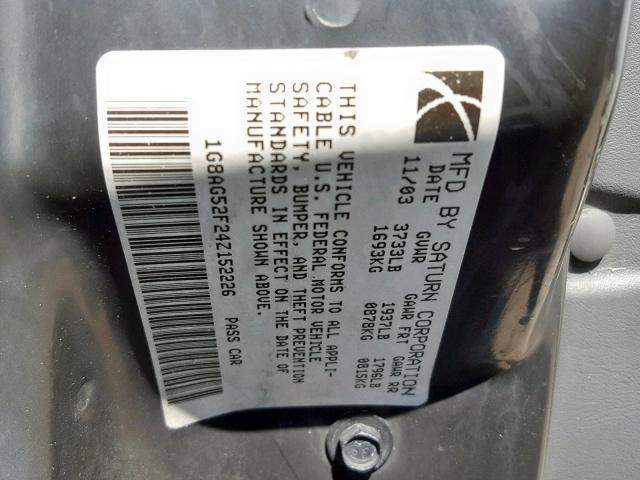 MFD BY SATURN CORPORATION
DATE GVWR GAWR FRT GAWR RR
11/03 3733LB 1937LB 1796LB
1693KG 0878KG 0815KG
THIS VEHICLE CONFORMS TO ALL APPLI-
CABLE U.S. FEDERAL MOTOR VEHICLE
SAFETY, BUMPER, AND THEFT PREVENTION
STANDARDS IN EFFECT ON THE DATE OF
MANUFACTURE SHOWN ABOVE.
1G8AG52F24Z152226 PASS CAR